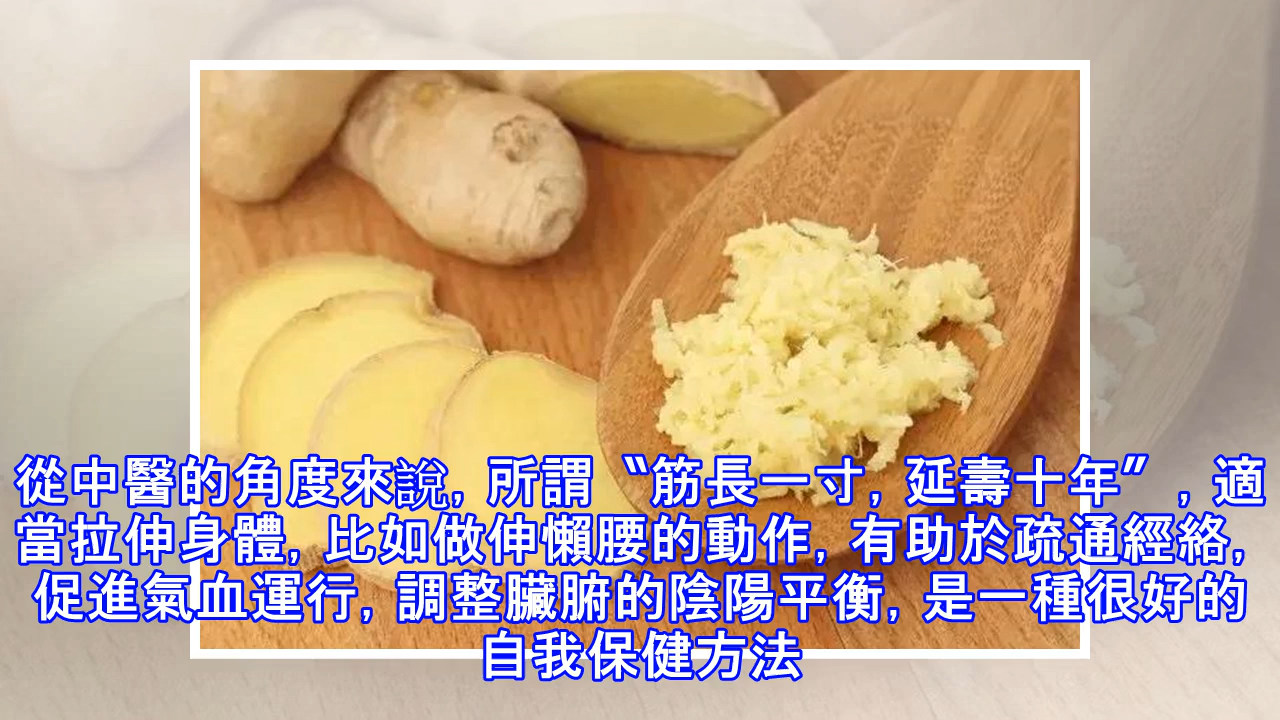 從中醫的角度來說, 所謂“筋長一寸, 延壽十年”, 適
當拉伸身體, 比如做伸懶腰的動作, 有助於疏通經絡,
促進氣血運行, 調整臟腑的陰陽平衡, 是一種很好的
自我保健方法